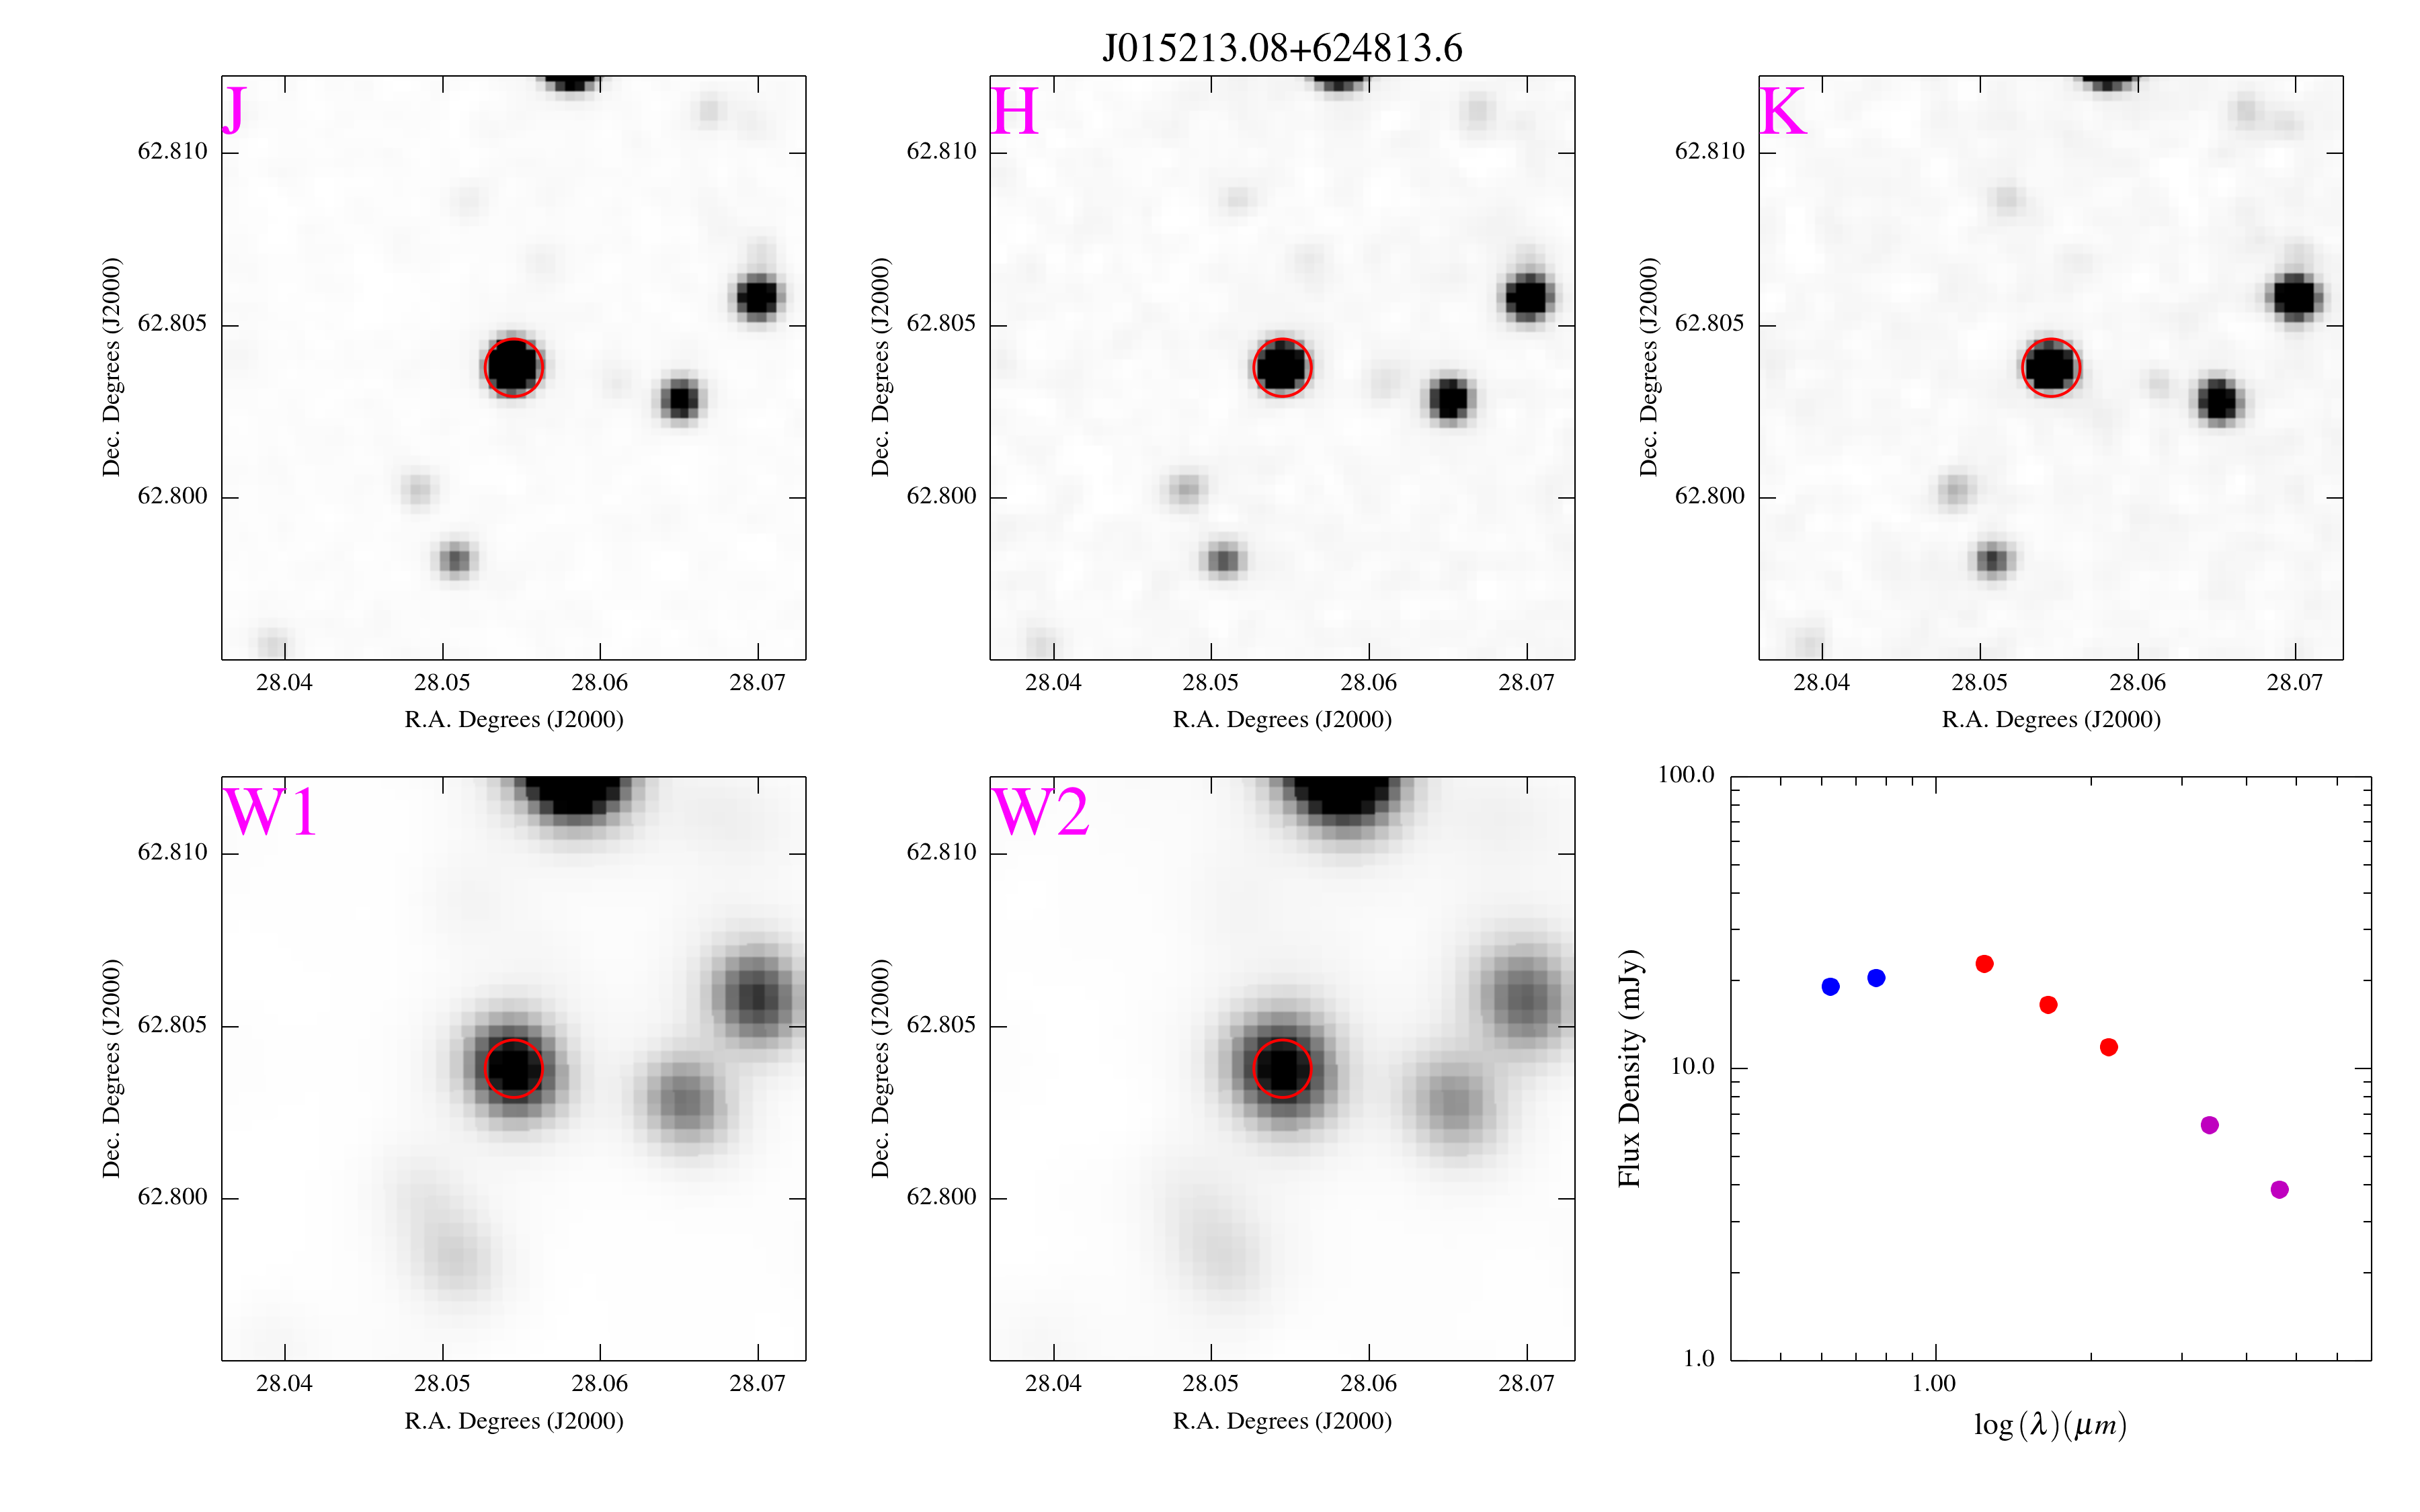 J015213.08+624813.6
J
H
K
62.810
62.805
62.800
Dec. Degrees (J2000)
28.04 28.05 28.06 28.07
R.A. Degrees (J2000)
62.810
62.805
62.800
Dec. Degrees (J2000)
28.04 28.05 28.06 28.07
R.A. Degrees (J2000)
62.810
62.805
62.800
Dec. Degrees (J2000)
28.04 28.05 28.06 28.07
R.A. Degrees (J2000)
W1
62.810
62.805
62.800
Dec. Degrees (J2000)
28.04 28.05 28.06 28.07
R.A. Degrees (J2000)
W2
62.810
62.805
62.800
Dec. Degrees (J2000)
28.04 28.05 28.06 28.07
R.A. Degrees (J2000)
100.0
10.0
1.0
Flux Density (mJy)
1.00
log(λ)(μm)